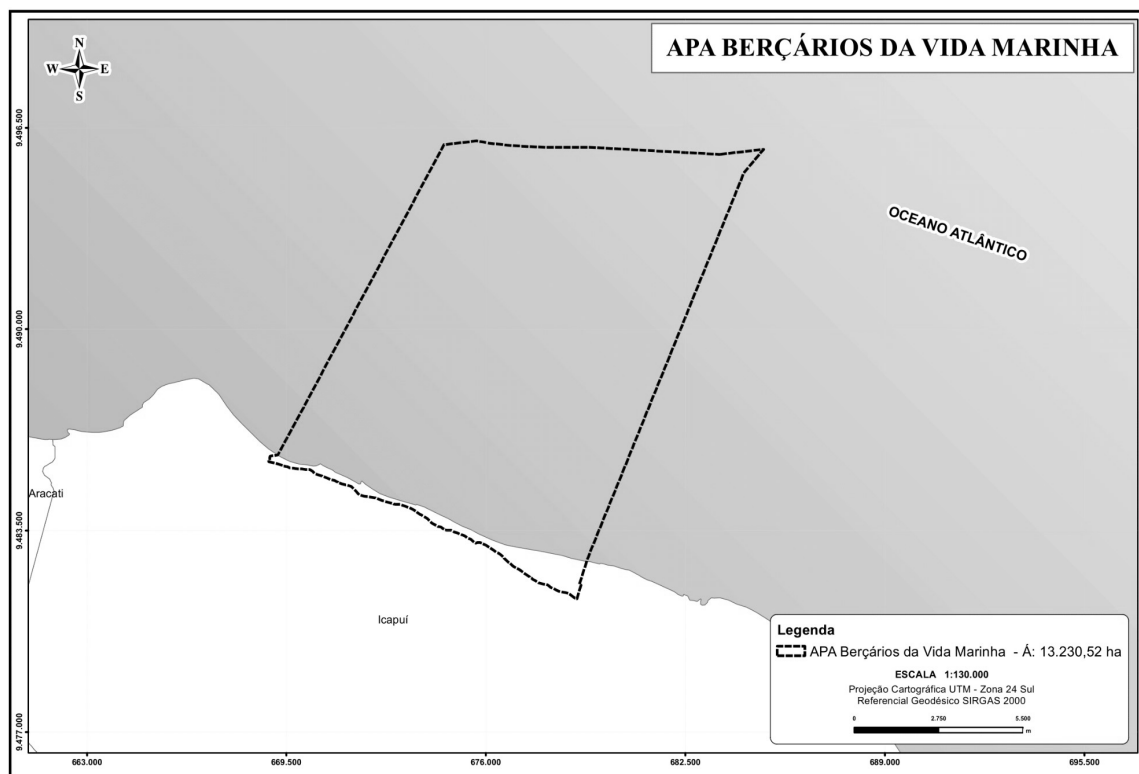 APA BERÇÁRIOS DA VIDA MARINHA
N
W E
S
9.496.500
OCEANO ATLÂNTICO
9.490.000
Aracati
9.483.500
Icapuí
Legenda
APA Berçários da Vida Marinha - Á: 13.230,52 ha
ESCALA 1:130.000
Projeção Cartográfica UTM - Zona 24 Sul
Referencial Geodésico SIRGAS 2000
0 2.750 5.500
m
9.477.000
663.000 669.500 676.000 682.500 689.000 695.500